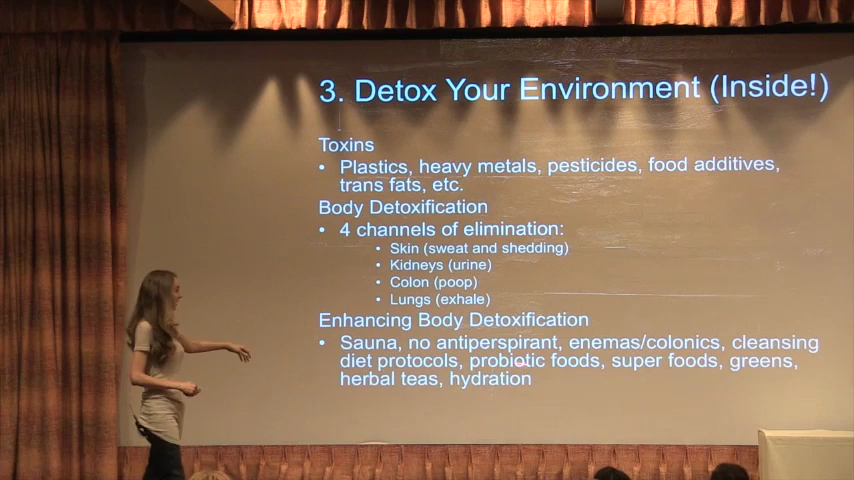 3. Detox Your Environment (Inside!)
Toxins
• Plastics, heavy metals, pesticides, food additives,
trans fats, etc.
Body Detoxification
• 4 channels of elimination:
• Skin (sweat and shedding)
• Kidneys (urine)
• Colon (poop)
• Lungs (exhale)
Enhancing Body Detoxification
• Sauna, no antiperspirant, enemas/colonics, cleansing
diet protocols, probiotic foods, super foods, greens,
herbal teas, hydration